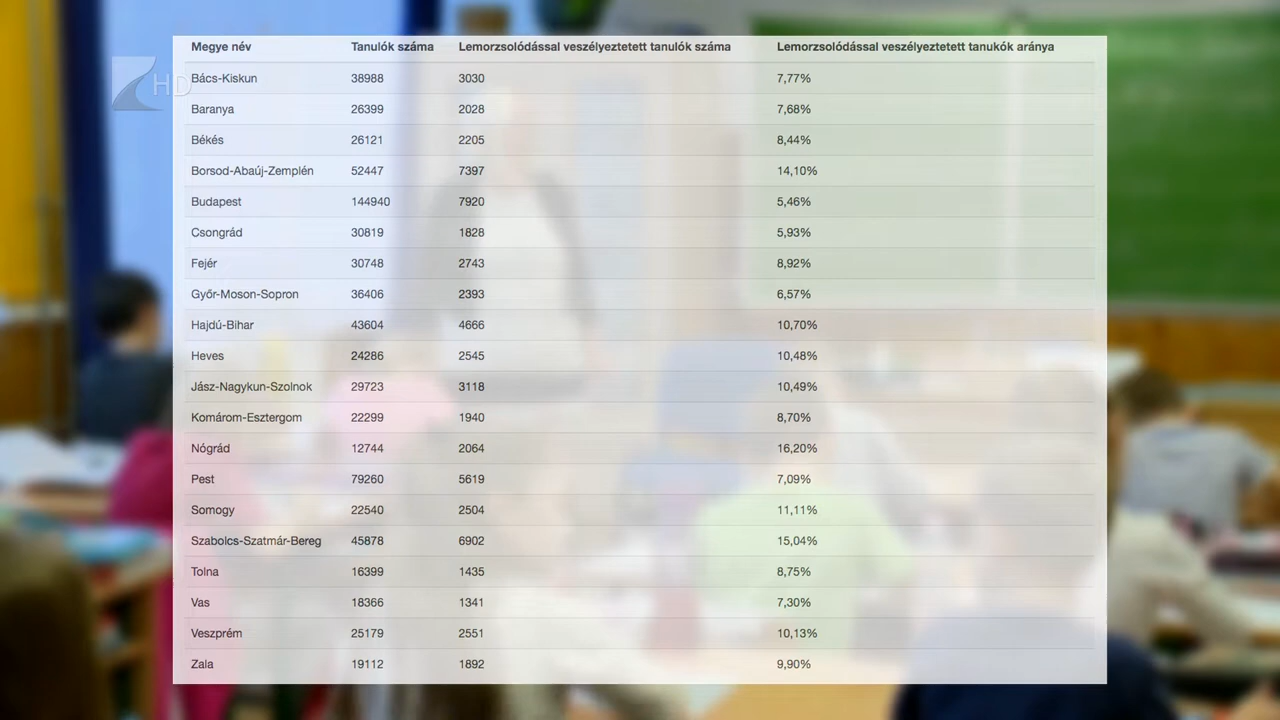 Megye név Tanulók száma Lemorzsolódással veszélyeztetett tanulók száma Lemorzsolódással veszélyeztetett tanukók aránya
HD
Bács-Kiskun 38988 3030 7,77%
Baranya 26399 2028 7,68%
Békés 26121 2205 8,44%
Borsod-Abaúj-Zemplén 52447 7397 14,10%
Budapest 144940 7920 5,46%
Csongrád 30819 1828 5,93%
Fejér 30748 2743 8,92%
Győr-Moson-Sopron 36406 2393 6,57%
Hajdú-Bihar 43604 4666 10,70%
Heves 24286 2545 10,48%
Jász-Nagykun-Szolnok 29723 3118 10,49%
Komárom-Esztergom 22299 1940 8,70%
Nógrád 12744 2064 16,20%
Pest 79260 5619 7,09%
Somogy 22540 2504 11,11%
Szabolcs-Szatmár-Bereg 45878 6902 15,04%
Tolna 16399 1435 8,75%
Vas 18366 1341 7,30%
Veszprém 25179 2551 10,13%
Zala 19112 1892 9,90%